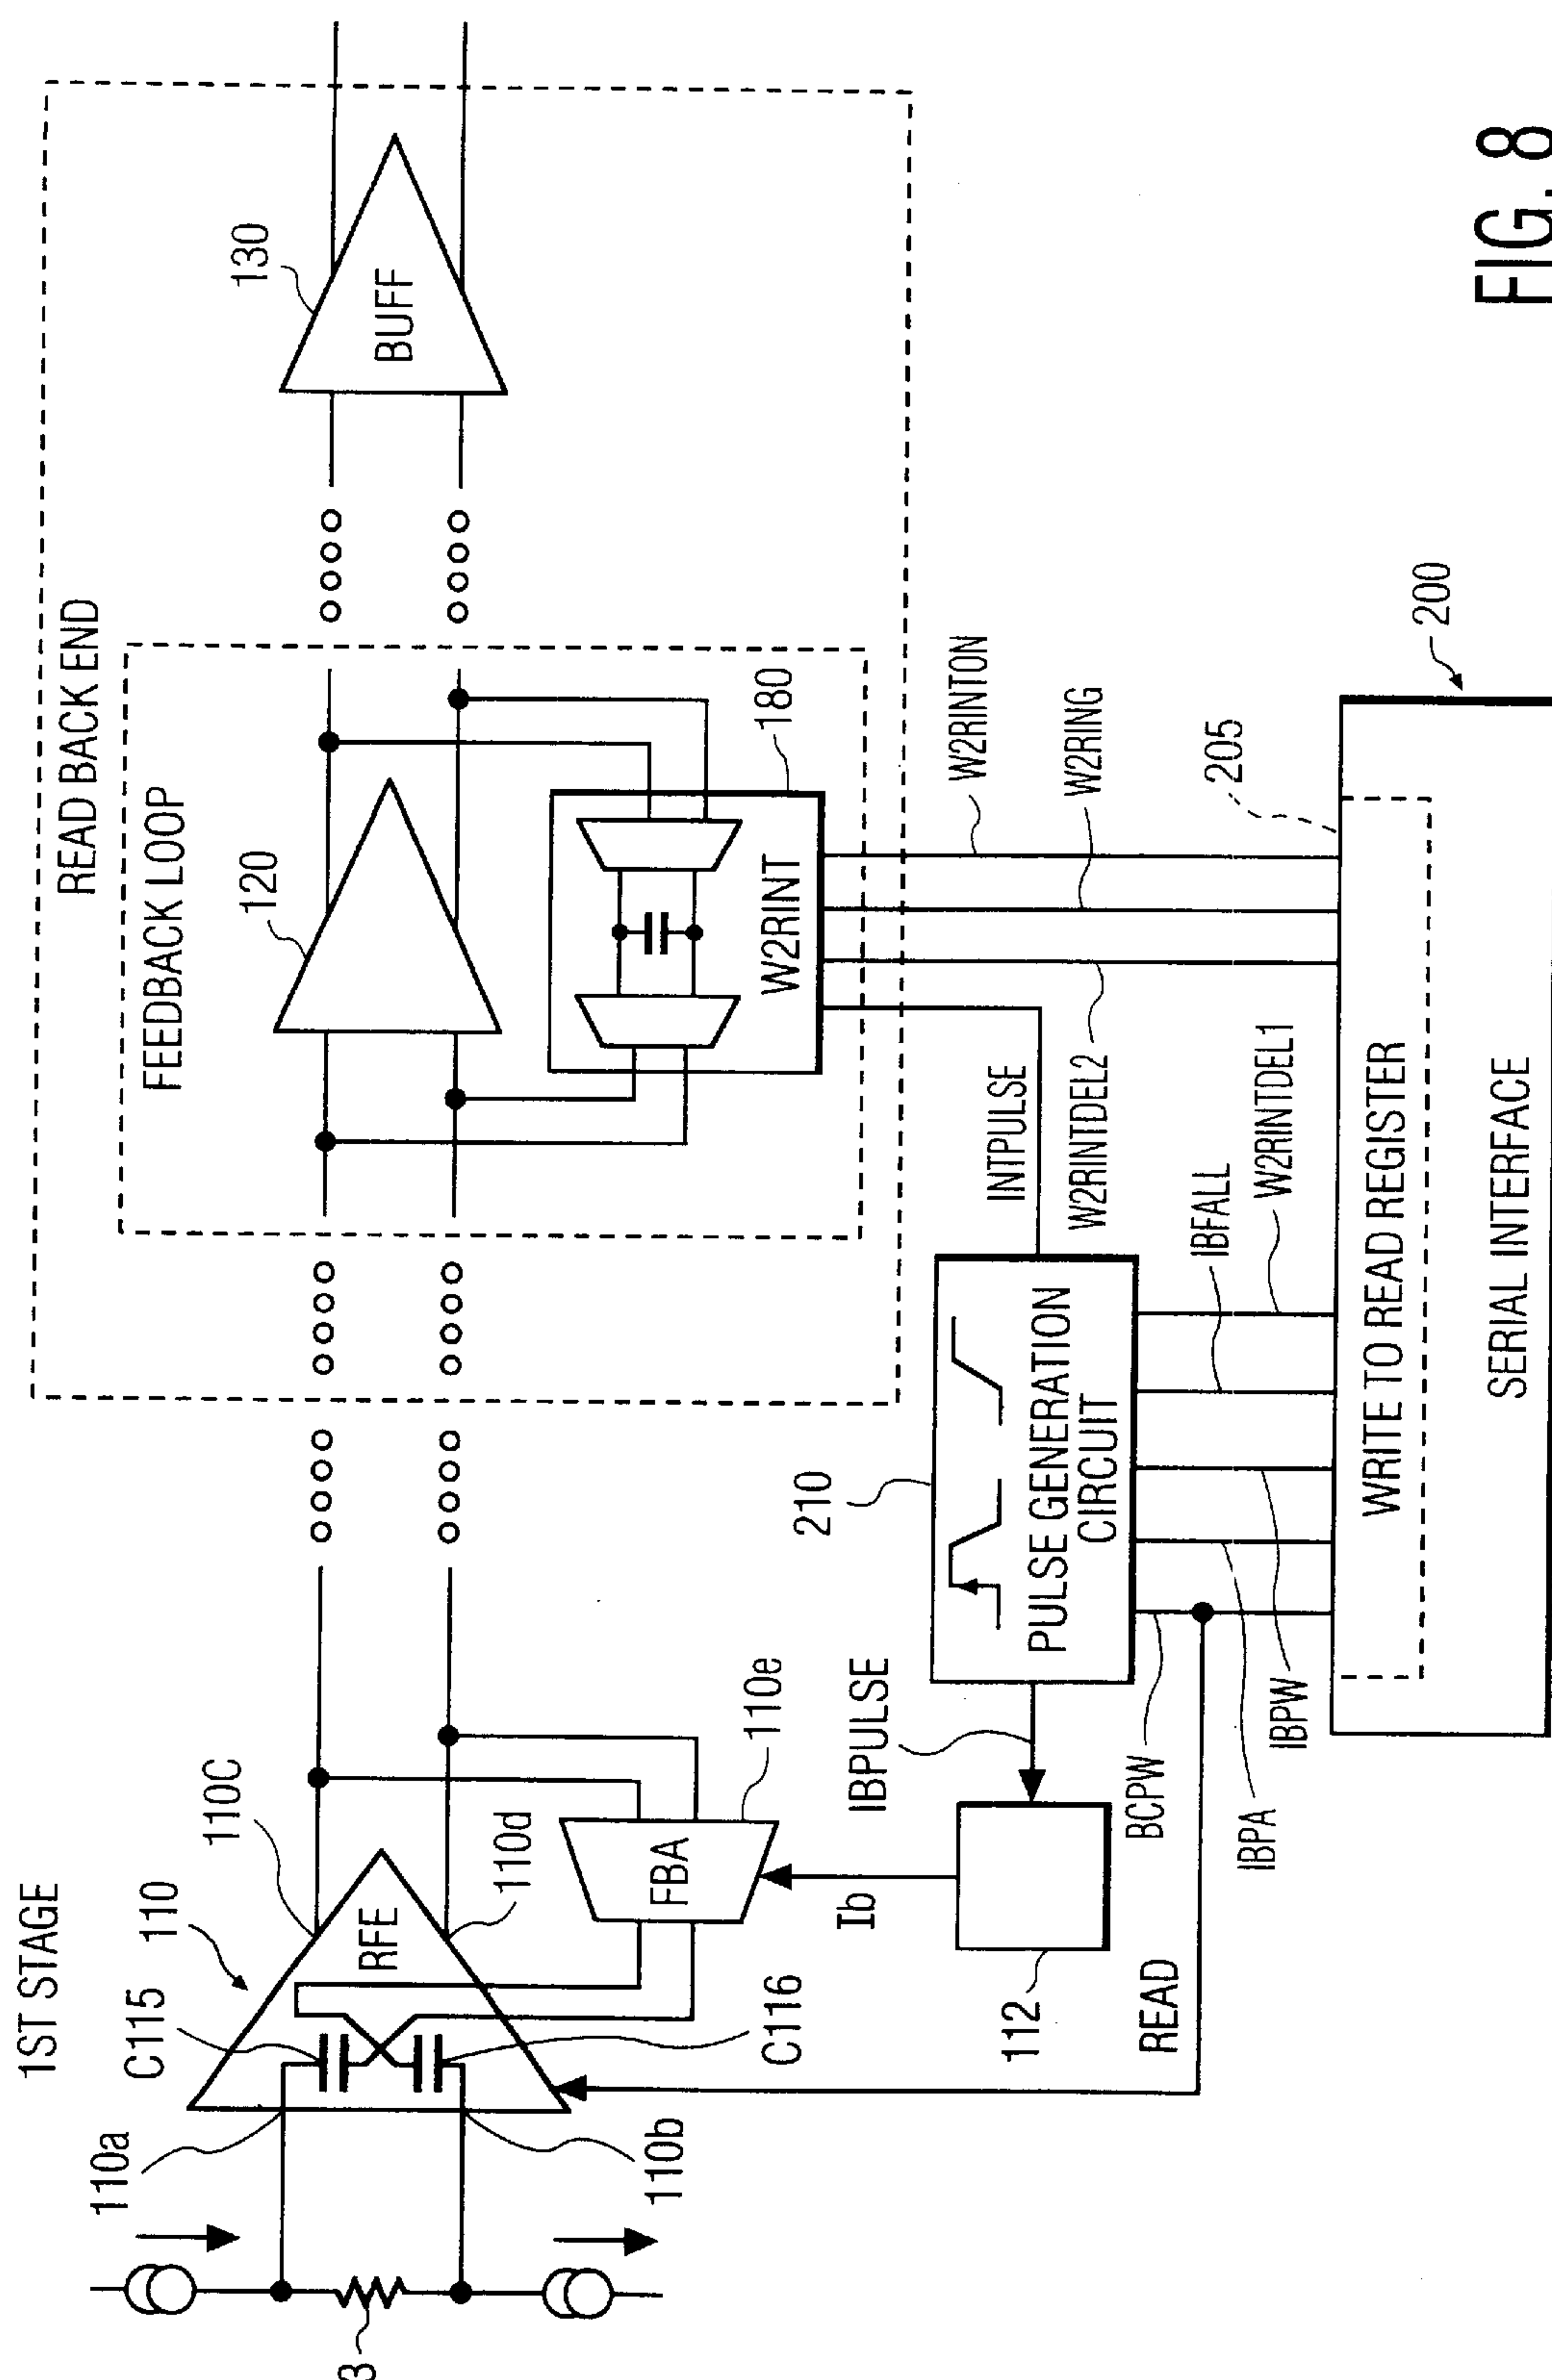 1ST STAGE
READ BACK END
FEEDBACK LOOP
110
110C
C115
110a
RFE
110d
110b
C116
FBA
110e
3
120
130
BUFF
W2RINT
180
IBPULSE
Ib
112
READ
210
PULSE GENERATION
CIRCUIT
INTPULSE
BCPW
IBPA
IBPW
IBFALL
W2RINTDEL1
W2RINTDEL2
W2RING
W2RINTON
205
200
WRITE TO READ REGISTER
SERIAL INTERFACE
FIG. 8